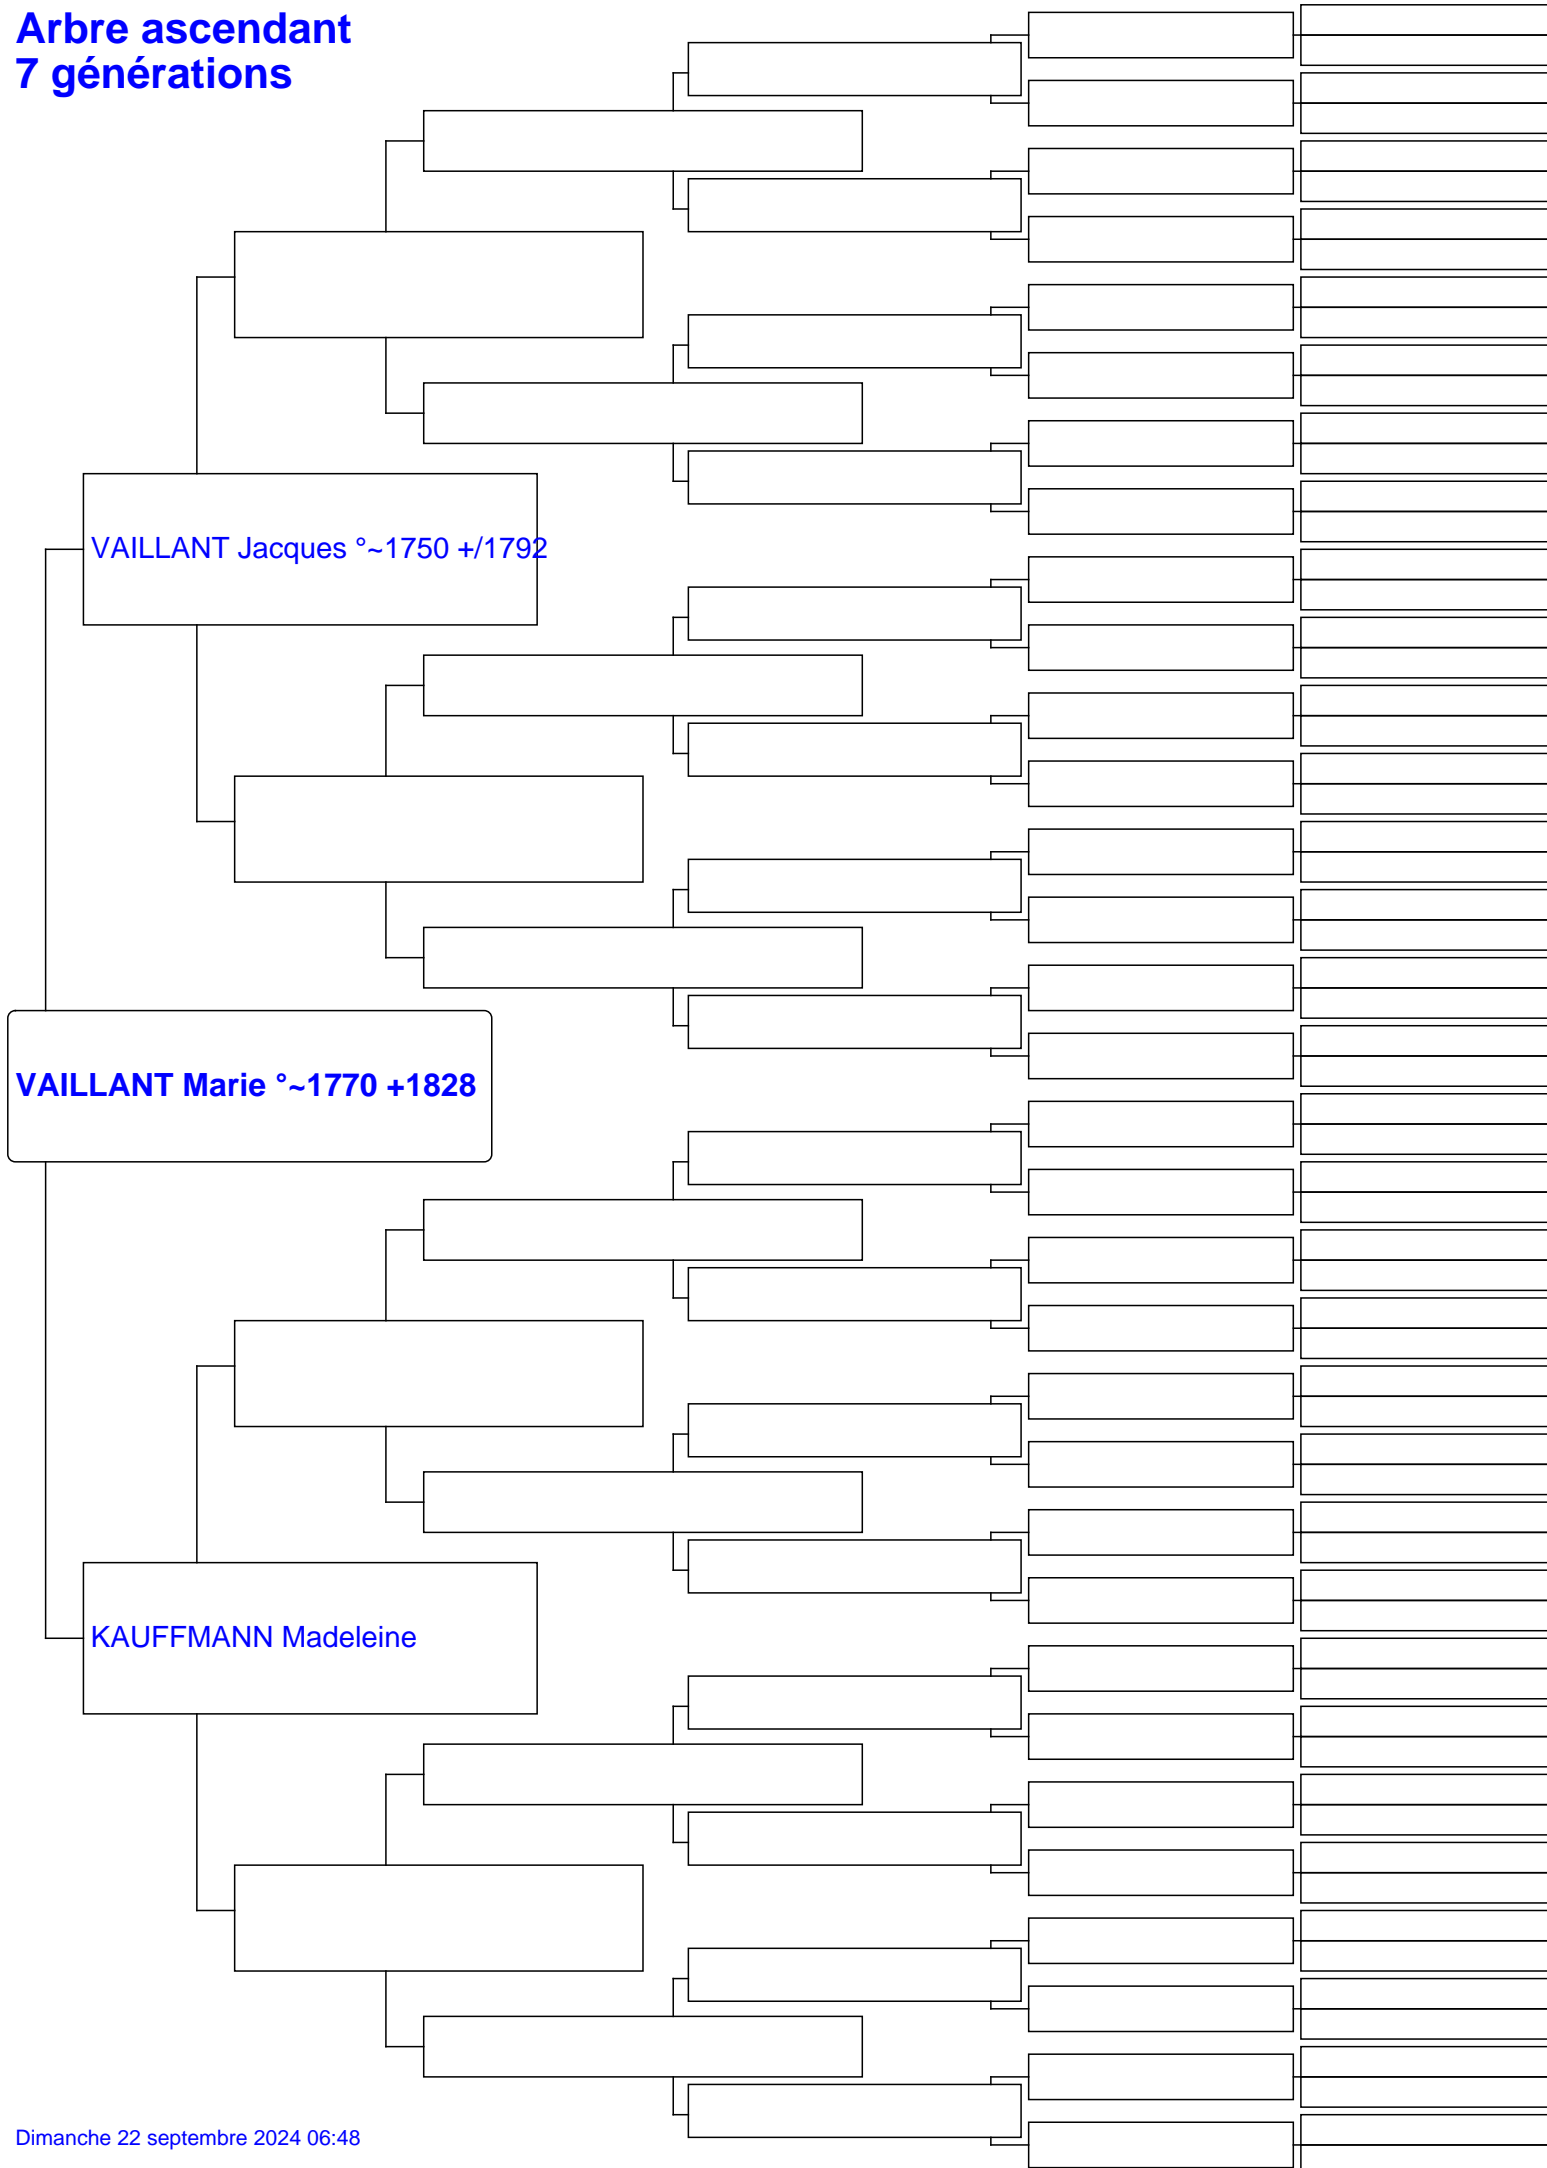 Arbre ascendant
7 générations
VAILLANT Jacques °~1750 +/1792
VAILLANT Marie °~1770 +1828
KAUFFMANN Madeleine
Dimanche 22 septembre 2024 06:48